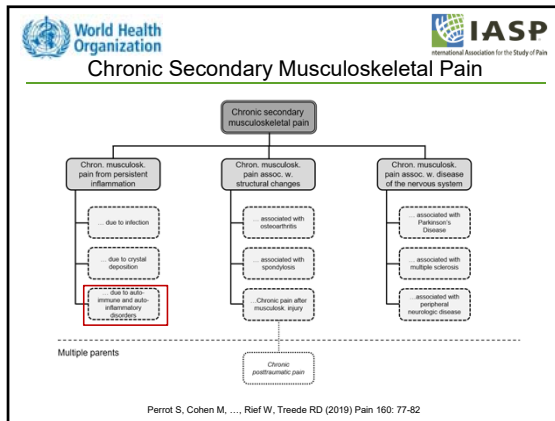 World Health
Organization
IASP
International Association for the Study of Pain
Chronic Secondary Musculoskeletal Pain
Chronic secondary
musculoskeletal pain
Chron. musculosk.
pain from persistent
inflammation
... due to infection
... due to crystal
deposition
... due to auto-
immune and auto-
inflammatory
disorders
Chron. musculosk.
pain assoc. w.
structural changes
... associated with
osteoarthritis
... associated with
spondylosis
...Chronic pain after
musculosk. injury
Chron. musculosk.
pain assoc. w. disease
of the nervous system
... associated with
Parkinson's
Disease
... associated with
multiple sclerosis
...associated with
peripheral
neurologic disease
Multiple parents
Chronic
posttraumatic pain
Perrot S, Cohen M, ..., Rief W, Treede RD (2019) Pain 160: 77-82